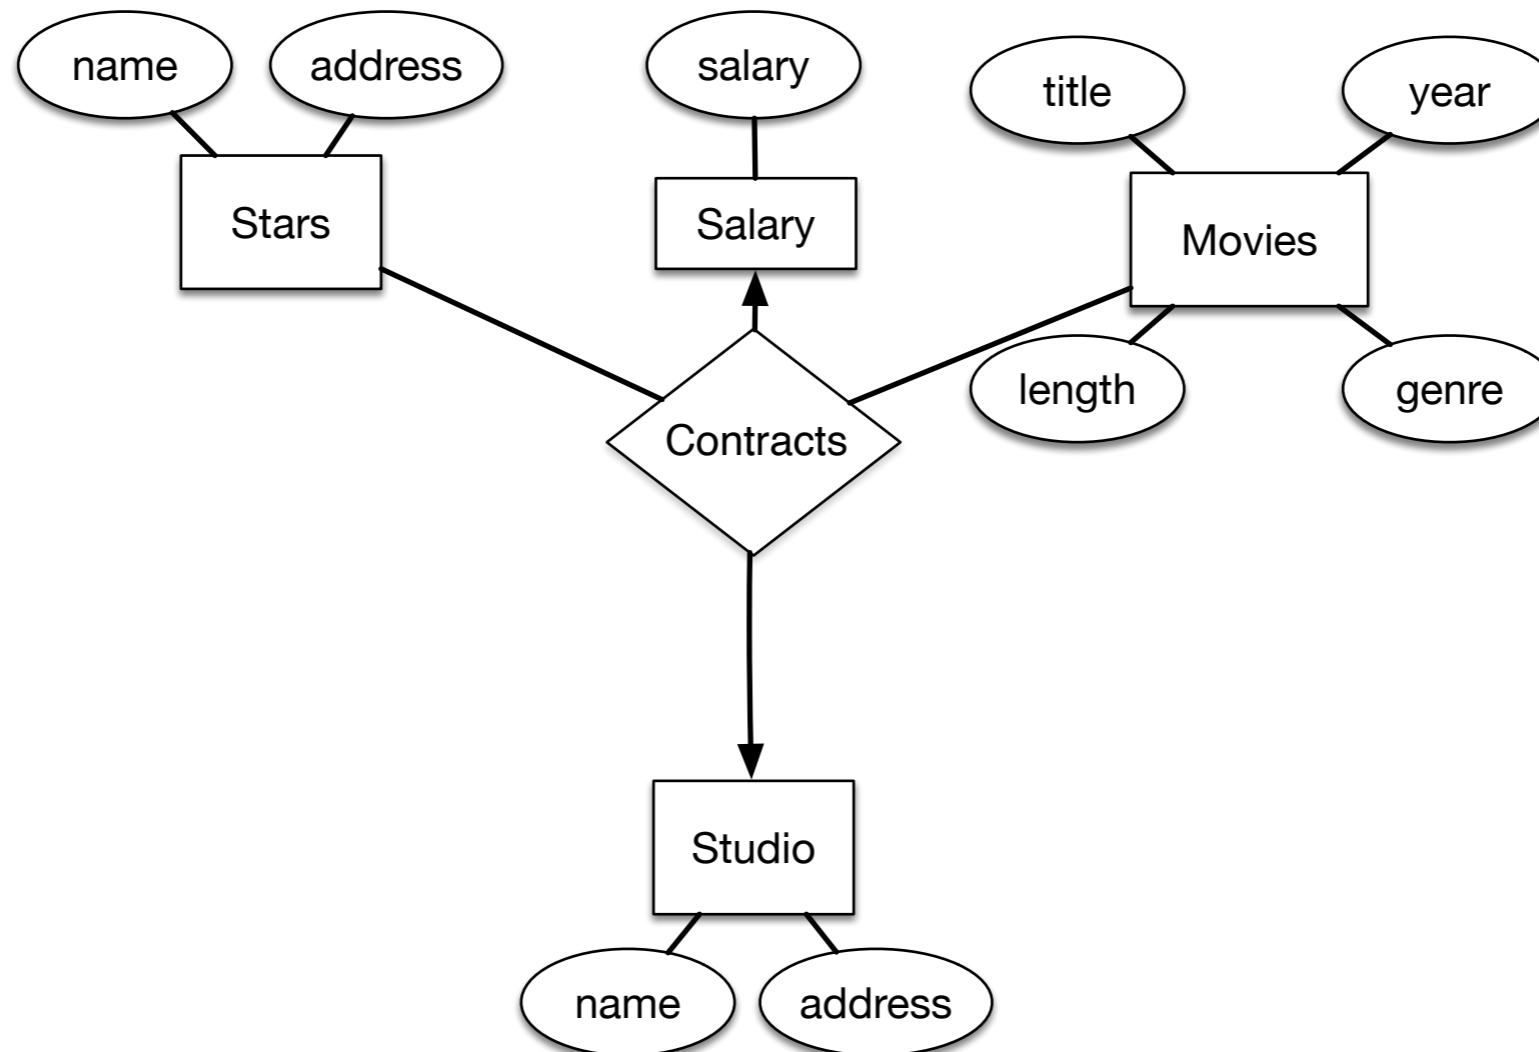 name
address
salary
title
year
Stars
Salary
Movies
length
genre
Contracts
Studio
name
address